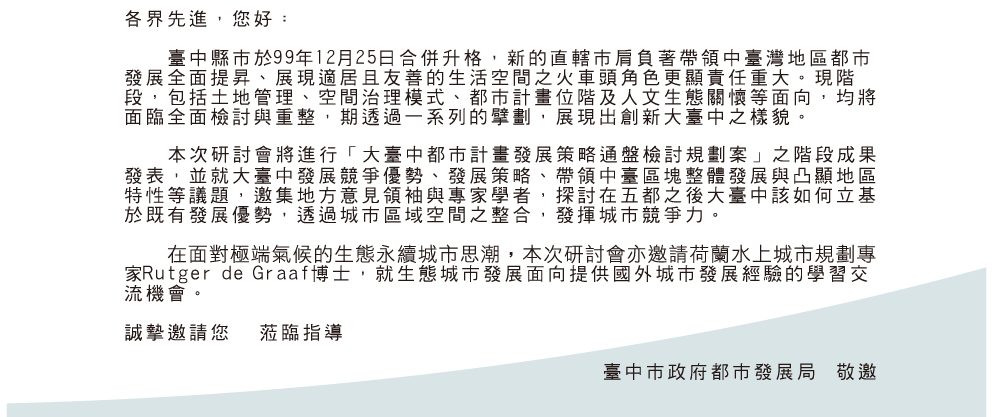 各界先進，您好：
臺中縣市於99年12月25日合併升格，新的直轄市肩負著帶領中臺灣地區都市
發展全面提昇、展現適居且友善的生活空間之火車頭角色更顯責任重大。現階
段，包括土地管理、空間治理模式、都市計畫位階及人文生態關懷等面向，均將
面臨全面檢討與重整，期透過一系列的擘劃，展現出創新大臺中之樣貌。
本次研討會將進行「大臺中都市計畫發展策略通盤檢討規劃案」之階段成果
發表，並就大臺中發展競爭優勢、發展策略、帶領中臺區塊整體發展與凸顯地區
特性等議題，邀集地方意見領袖與專家學者，探討在五都之後大臺中該如何立基
於既有發展優勢，透過城市區域空間之整合，發揮城市競爭力。
在面對極端氣候的生態永續城市思潮，本次研討會亦邀請荷蘭水上城市規劃專
家Rutger de Graaf博士，就生態城市發展面向提供國外城市發展經驗的學習交
流機會。
誠摯邀請您　蒞臨指導
臺中市政府都市發展局　敬邀